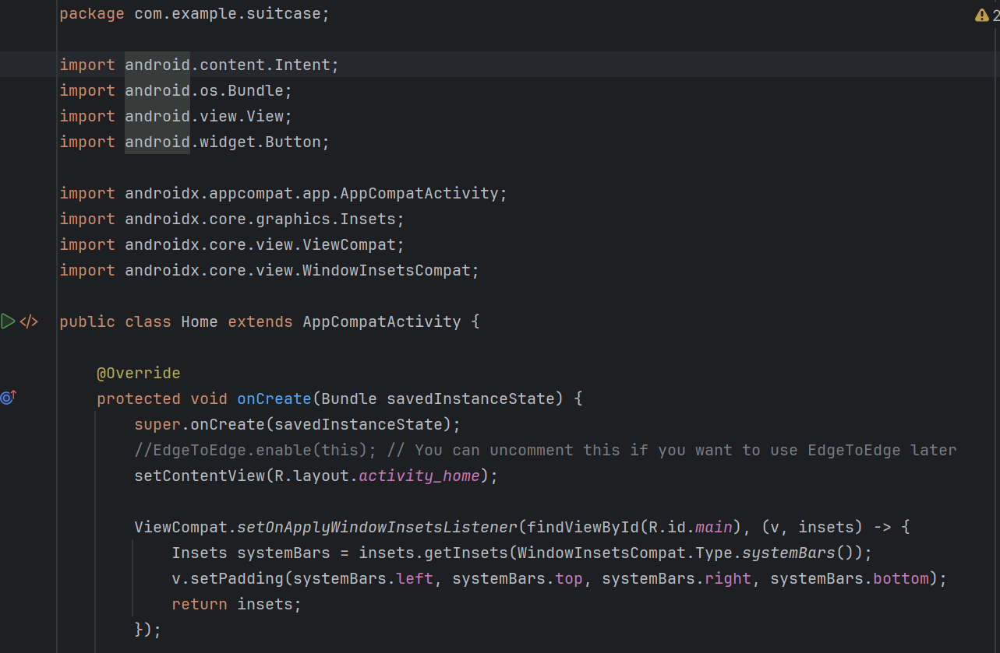 package com.example.suitcase;
2
import android.content.Intent;
import android.os.Bundle;
import android.view.View;
import android.widget.Button;
import androidx.appcompat.app.AppCompatActivity;
import androidx.core.graphics.Insets;
import androidx.core.view.ViewCompat;
import androidx.core.view.WindowInsetsCompat;
public class Home extends AppCompatActivity {
@Override
protected void onCreate(Bundle savedInstanceState) {
super.onCreate(savedInstanceState);
//EdgeToEdge.enable(this); // You can uncomment this if you want to use EdgeToEdge later
setContentView(R.layout.activity_home);
ViewCompat.setOnApplyWindowInsetsListener(findViewById(R.id.main), (v, insets) -> {
Insets systemBars = insets.getInsets(WindowInsetsCompat.Type.systemBars());
v.setPadding(systemBars.left, systemBars.top, systemBars.right, systemBars.bottom);
return insets;
});